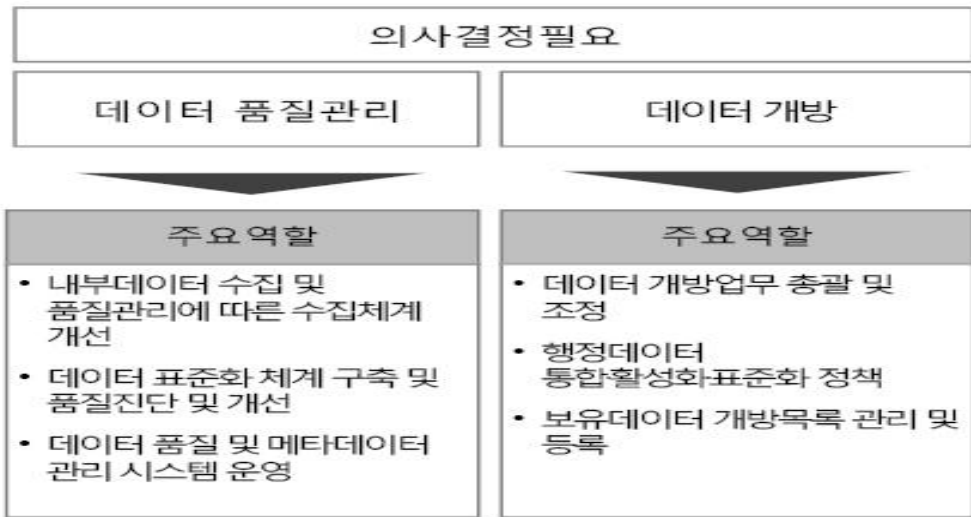 의사결정필요
데이터 품질관리
데이터 개방
주요역할
• 내부데이터 수집 및
품질관리에 따른 수집체계
개선
• 데이터 표준화 체계 구축 및
품질진단 및 개선
• 데이터 품질 및 메타데이터
관리 시스템 운영
주요역할
• 데이터 개방업무 총괄 및
조정
• 행정데이터
통합·활성화·표준화 정책
• 보유데이터 개방목록 관리 및
등록